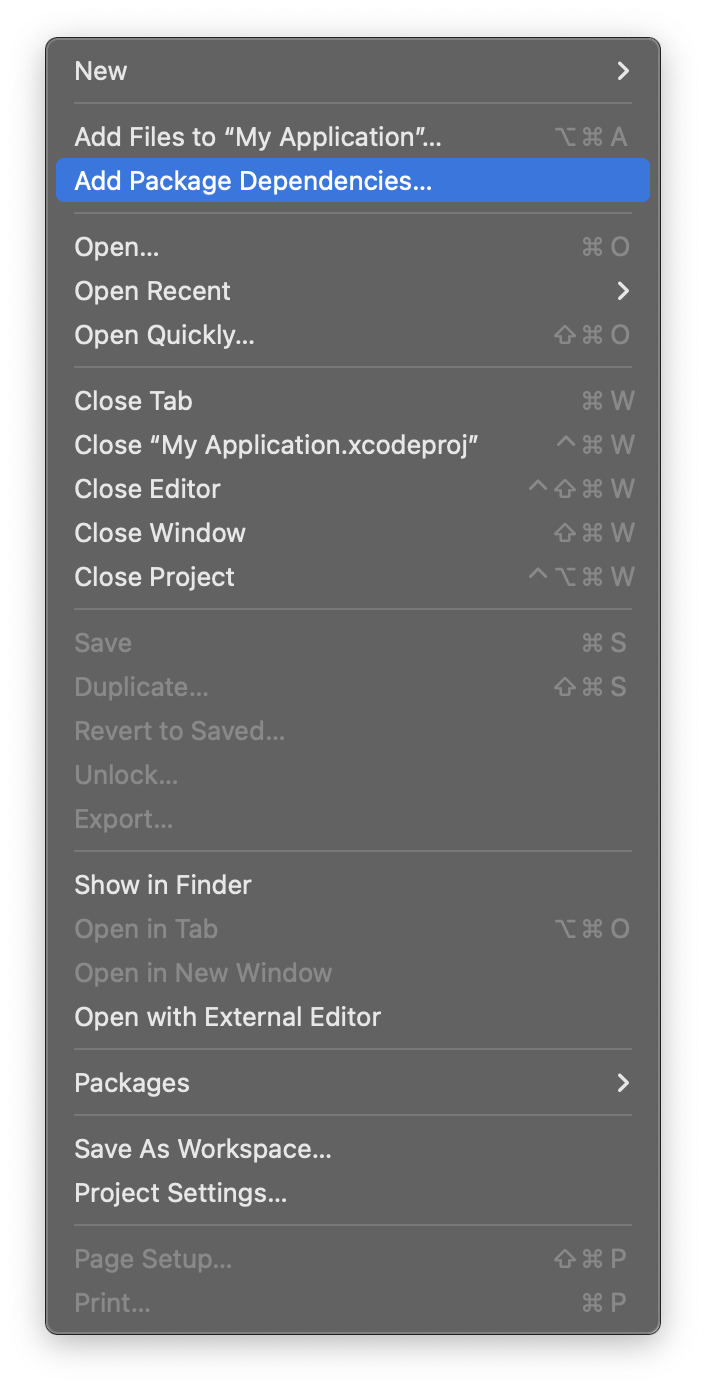 New
Add Files to “My Application”... ⌥⌘A
Add Package Dependencies...
Open... ⌘O
Open Recent
Open Quickly... ⇧⌘O
Close Tab ⌘W
Close “My Application.xcodeproj” ^⌘W
Close Editor ^⇧⌘W
Close Window ⇧⌘W
Close Project ^⌥⌘W
Save ⌘S
Duplicate... ⇧⌘S
Revert to Saved...
Unlock...
Export...
Show in Finder
Open in Tab ⌥⌘O
Open in New Window
Open with External Editor
Packages
Save As Workspace...
Project Settings...
Page Setup... ⇧⌘P
Print... ⌘P